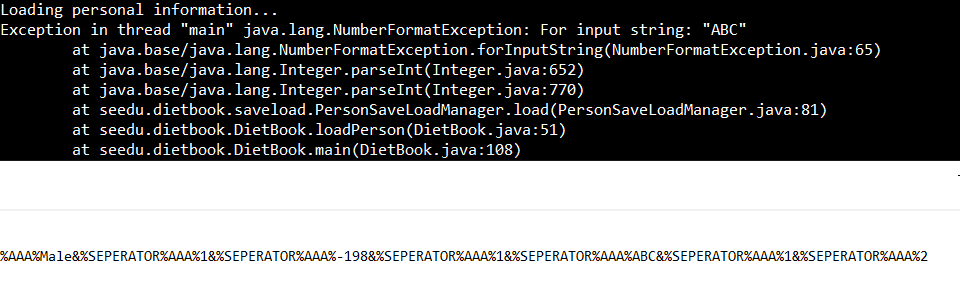 Loading personal information...
Exception in thread "main" java.lang.NumberFormatException: For input string: "ABC"
        at java.base/java.lang.NumberFormatException.forInputString(NumberFormatException.java:65)
        at java.base/java.lang.Integer.parseInt(Integer.java:652)
        at java.base/java.lang.Integer.parseInt(Integer.java:770)
        at seedu.dietbook.saveload.PersonSaveLoadManager.load(PersonSaveLoadManager.java:81)
        at seedu.dietbook.DietBook.loadPerson(DietBook.java:51)
        at seedu.dietbook.DietBook.main(DietBook.java:108)
%AAA%Male&%SEPERATOR%AAA%1&%SEPERATOR%AAA%-198&%SEPERATOR%AAA%1&%SEPERATOR%AAA%ABC&%SEPERATOR%AAA%1&%SEPERATOR%AAA%2